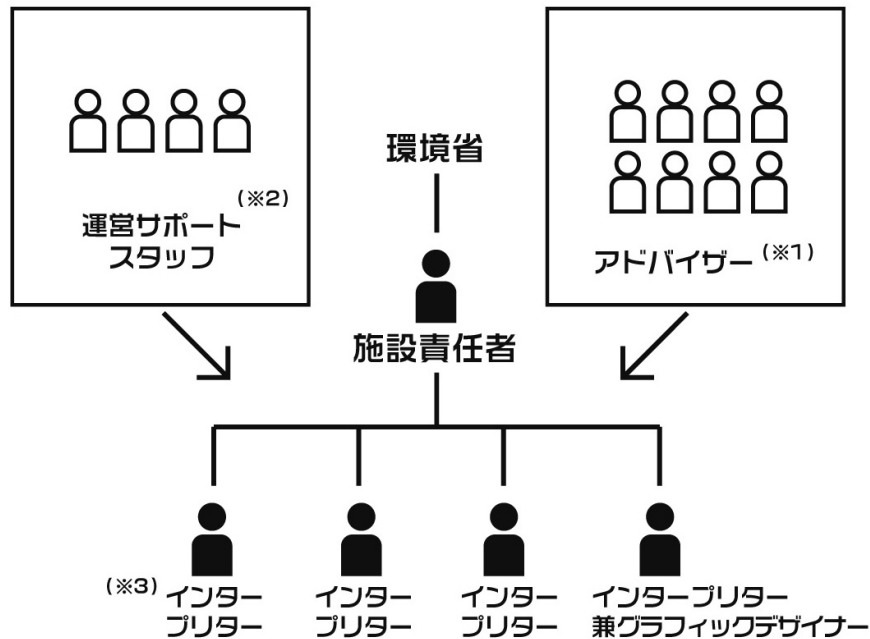 環境省
運営サポート(※2)
スタッフ
アドバイザー(※1)
施設責任者
(※3)インター
プリター
インター
プリター
インター
プリター
インタープリター
兼グラフィックデザイナー